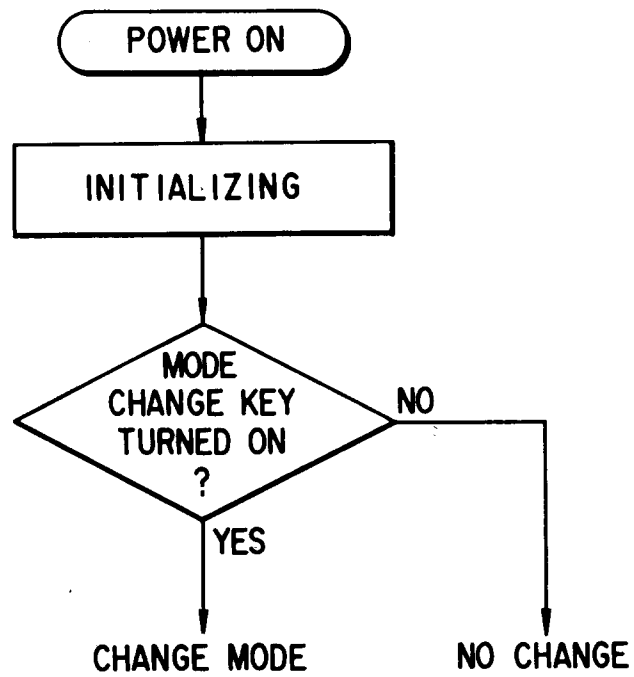 POWER ON
INITIALIZING
MODE
CHANGE KEY
TURNED ON
?
NO
YES
CHANGE MODE
NO CHANGE